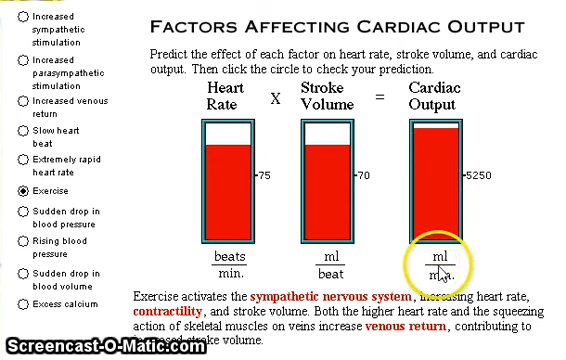 Increased
sympathetic
stimulation
Increased
parasympathetic
stimulation
Increased venous
return
Slow heart
beat
Extremely rapid
heart rate
Exercise
Sudden drop in
blood pressure
Rising blood
pressure
Sudden drop in
blood volume
Excess calcium
FACTORS AFFECTING CARDIAC OUTPUT
Predict the effect of each factor on heart rate, stroke volume, and cardiac
output. Then click the circle to check your prediction.
Heart Rate X Stroke Volume = Cardiac Output
75
70
5250
beats
min.
ml
beat
ml
min.
Exercise activates the sympathetic nervous system, increasing heart rate,
contractility, and stroke volume. Both the higher heart rate and the squeezing
action of skeletal muscles on veins increase venous return, contributing to
stroke volume.
Screencast-O-Matic.com